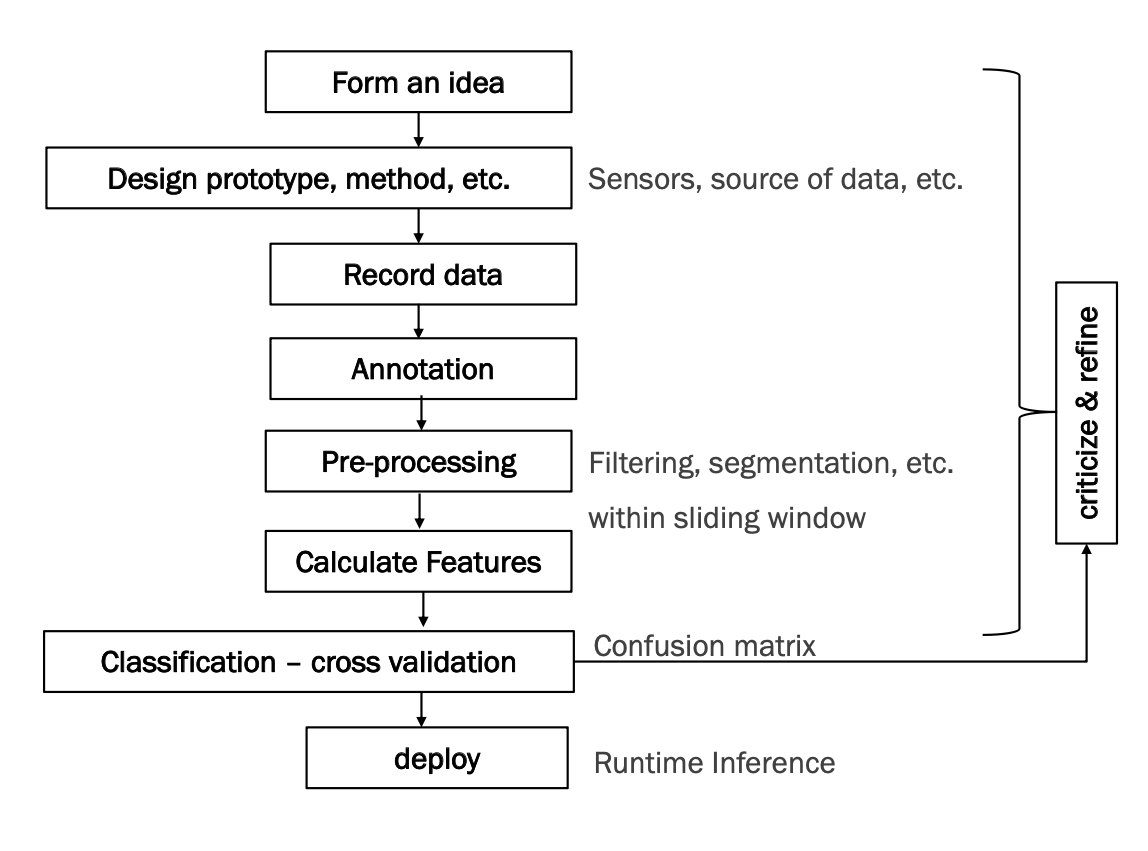 Form an idea
Design prototype, method, etc.
Sensors, source of data, etc.
Record data
Annotation
Pre-processing
Filtering, segmentation, etc.
within sliding window
Calculate Features
Classification – cross validation
Confusion matrix
deploy
Runtime Inference
criticize & refine